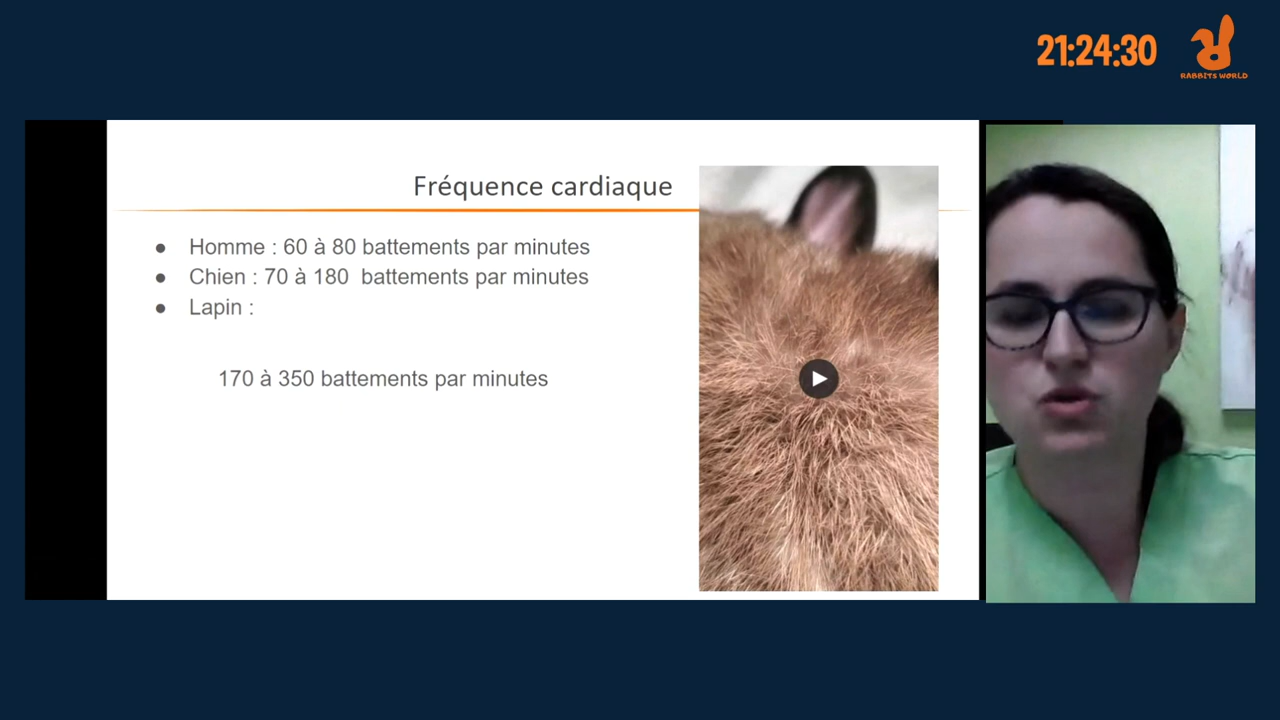 21:24:30
RABBITS WORLD
Fréquence cardiaque
● Homme : 60 à 80 battements par minutes
● Chien : 70 à 180 battements par minutes
● Lapin :
170 à 350 battements par minutes